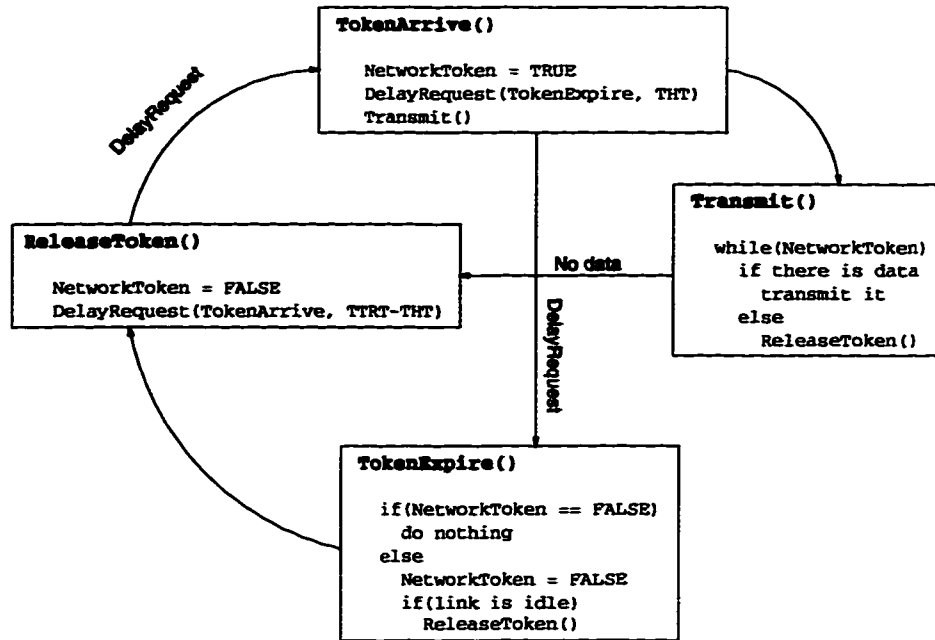 TokenArrive()
NetworkToken = TRUE
DelayRequest(TokenExpire, THT)
Transmit()
DelayRequest
Transmit()
while(NetworkToken)
if there is data
transmit it
else
ReleaseToken()
ReleaseToken()
NetworkToken = FALSE
DelayRequest(TokenArrive, TTRT-THT)
No data
DelayRequest
TokenExpire()
if(NetworkToken == FALSE)
do nothing
else
NetworkToken = FALSE
if(link is idle)
ReleaseToken()